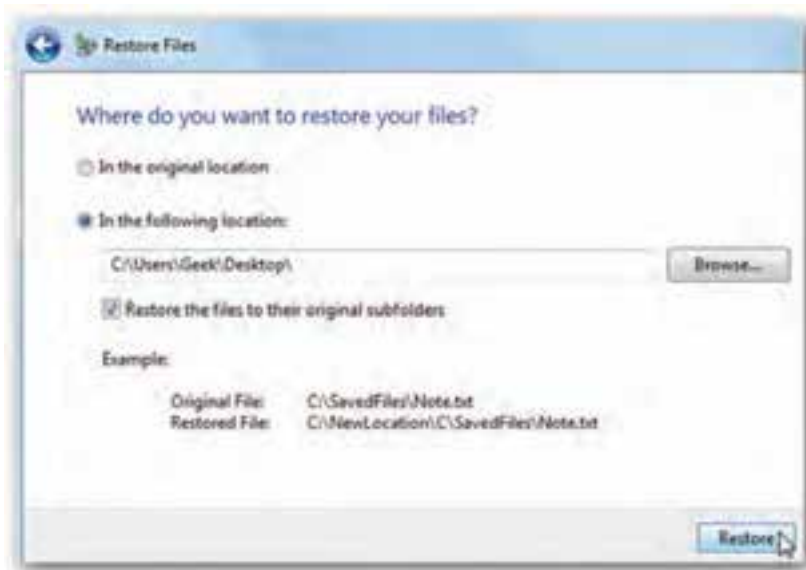 Restore Files
Where do you want to restore your files?
In the original location
In the following location:
C:\Users\Geek\Desktop\
Browse...
Restore the files to their original subfolders
Example:
Original File: C:\SavedFiles\Note.txt
Restored File: C:\NewLocation\C\SavedFiles\Note.txt
Restore